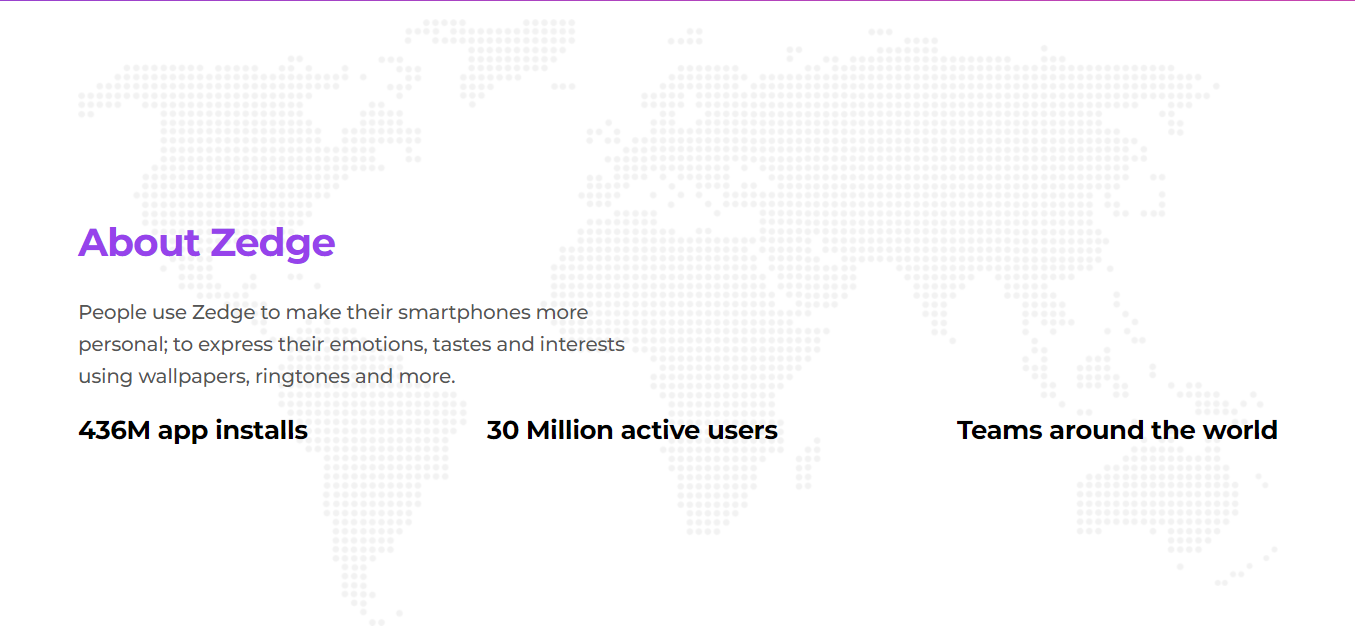 About Zedge
People use Zedge to make their smartphones more
personal; to express their emotions, tastes and interests
using wallpapers, ringtones and more.
436M app installs
30 Million active users
Teams around the world